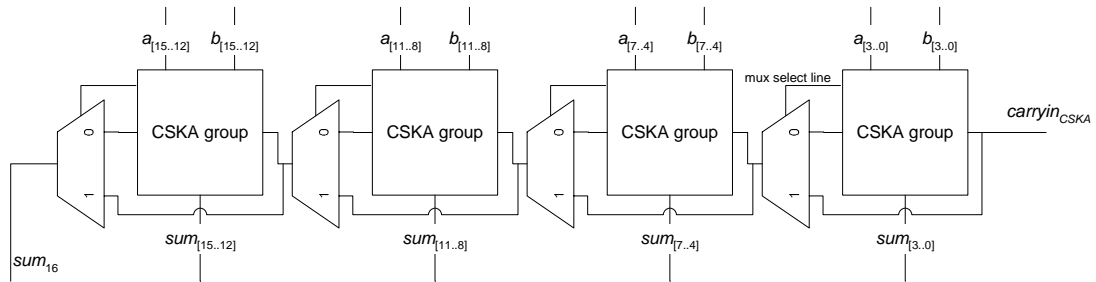 a[15..12] b[15..12] a[11..8] b[11..8] a[7..4] b[7..4] a[3..0] b[3..0]
mux select line
carryinCSKA
0 CSKA group 0 CSKA group 0 CSKA group 0 CSKA group
1 1 1 1
sum[15..12] sum[11..8] sum[7..4] sum[3..0]
sum16